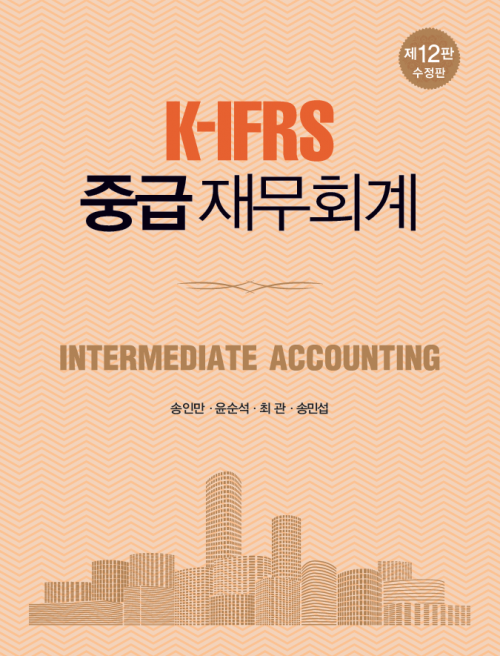 제12판
수정판
K-IFRS
중급 재무회계
INTERMEDIATE ACCOUNTING
송인만 · 윤순석 · 최 관 · 송민섭